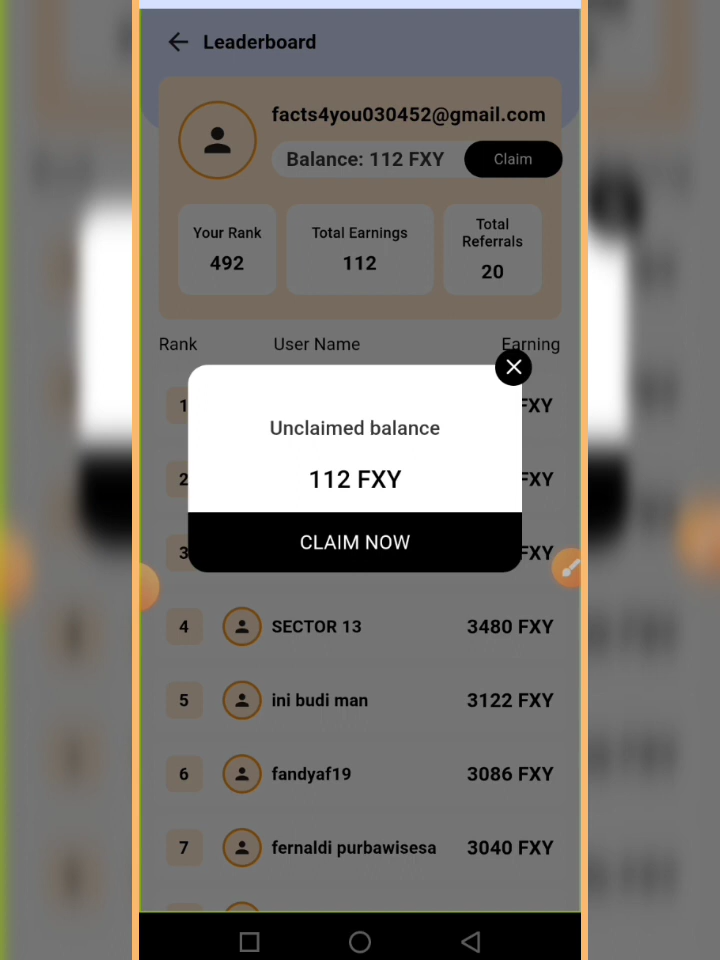 Leaderboard
facts4you030452@gmail.com
Balance: 112 FXY
Claim
Your Rank
492
Total Earnings
112
Total
Referrals
20
Rank User Name Earning
1 FXY
2 FXY
3 FXY
Unclaimed balance
112 FXY
CLAIM NOW
4 SECTOR 13 3480 FXY
5 ini budi man 3122 FXY
6 fandyaf19 3086 FXY
7 fernaldi purbawisesa 3040 FXY